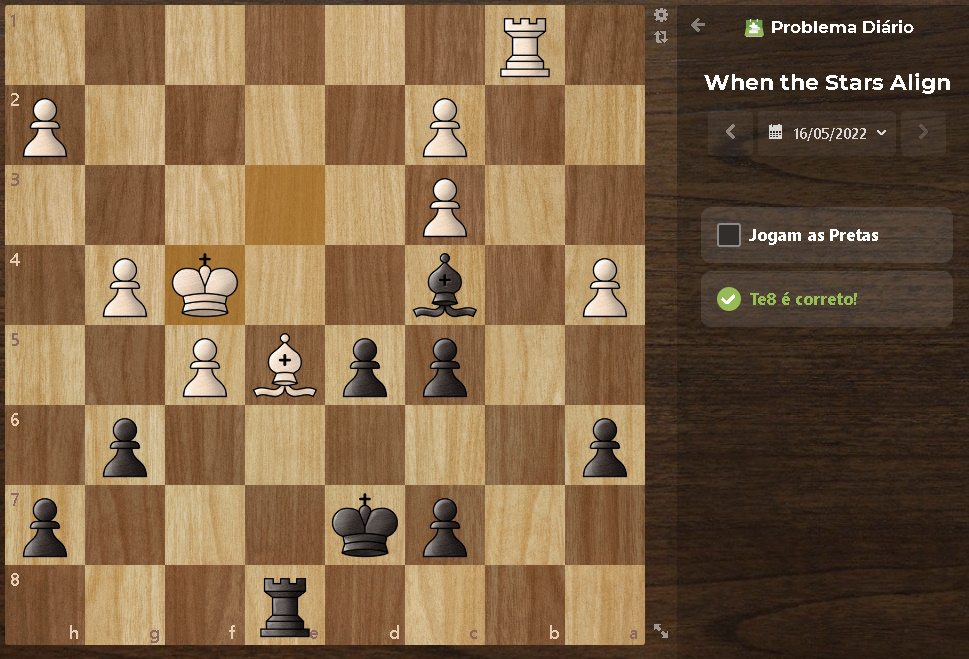 1
2
3
4
5
6
7
8
h g f e d c b a
Problema Diário
When the Stars Align
16/05/2022
Jogam as Pretas
Te8 é correto!